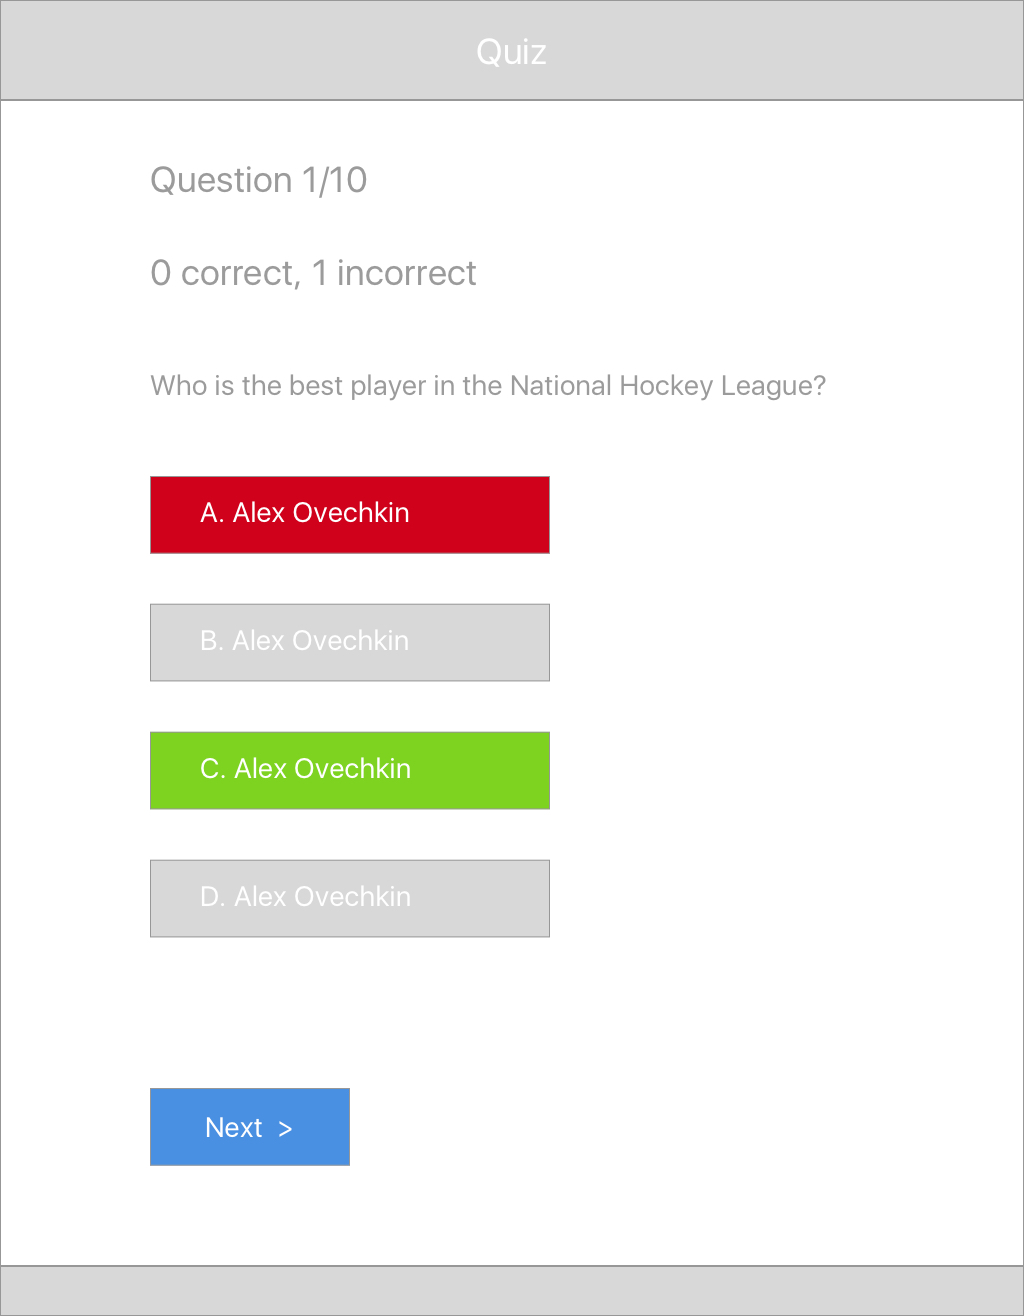 Quiz
Question 1/10
0 correct, 1 incorrect
Who is the best player in the National Hockey League?
A. Alex Ovechkin
B. Alex Ovechkin
C. Alex Ovechkin
D. Alex Ovechkin
Next >